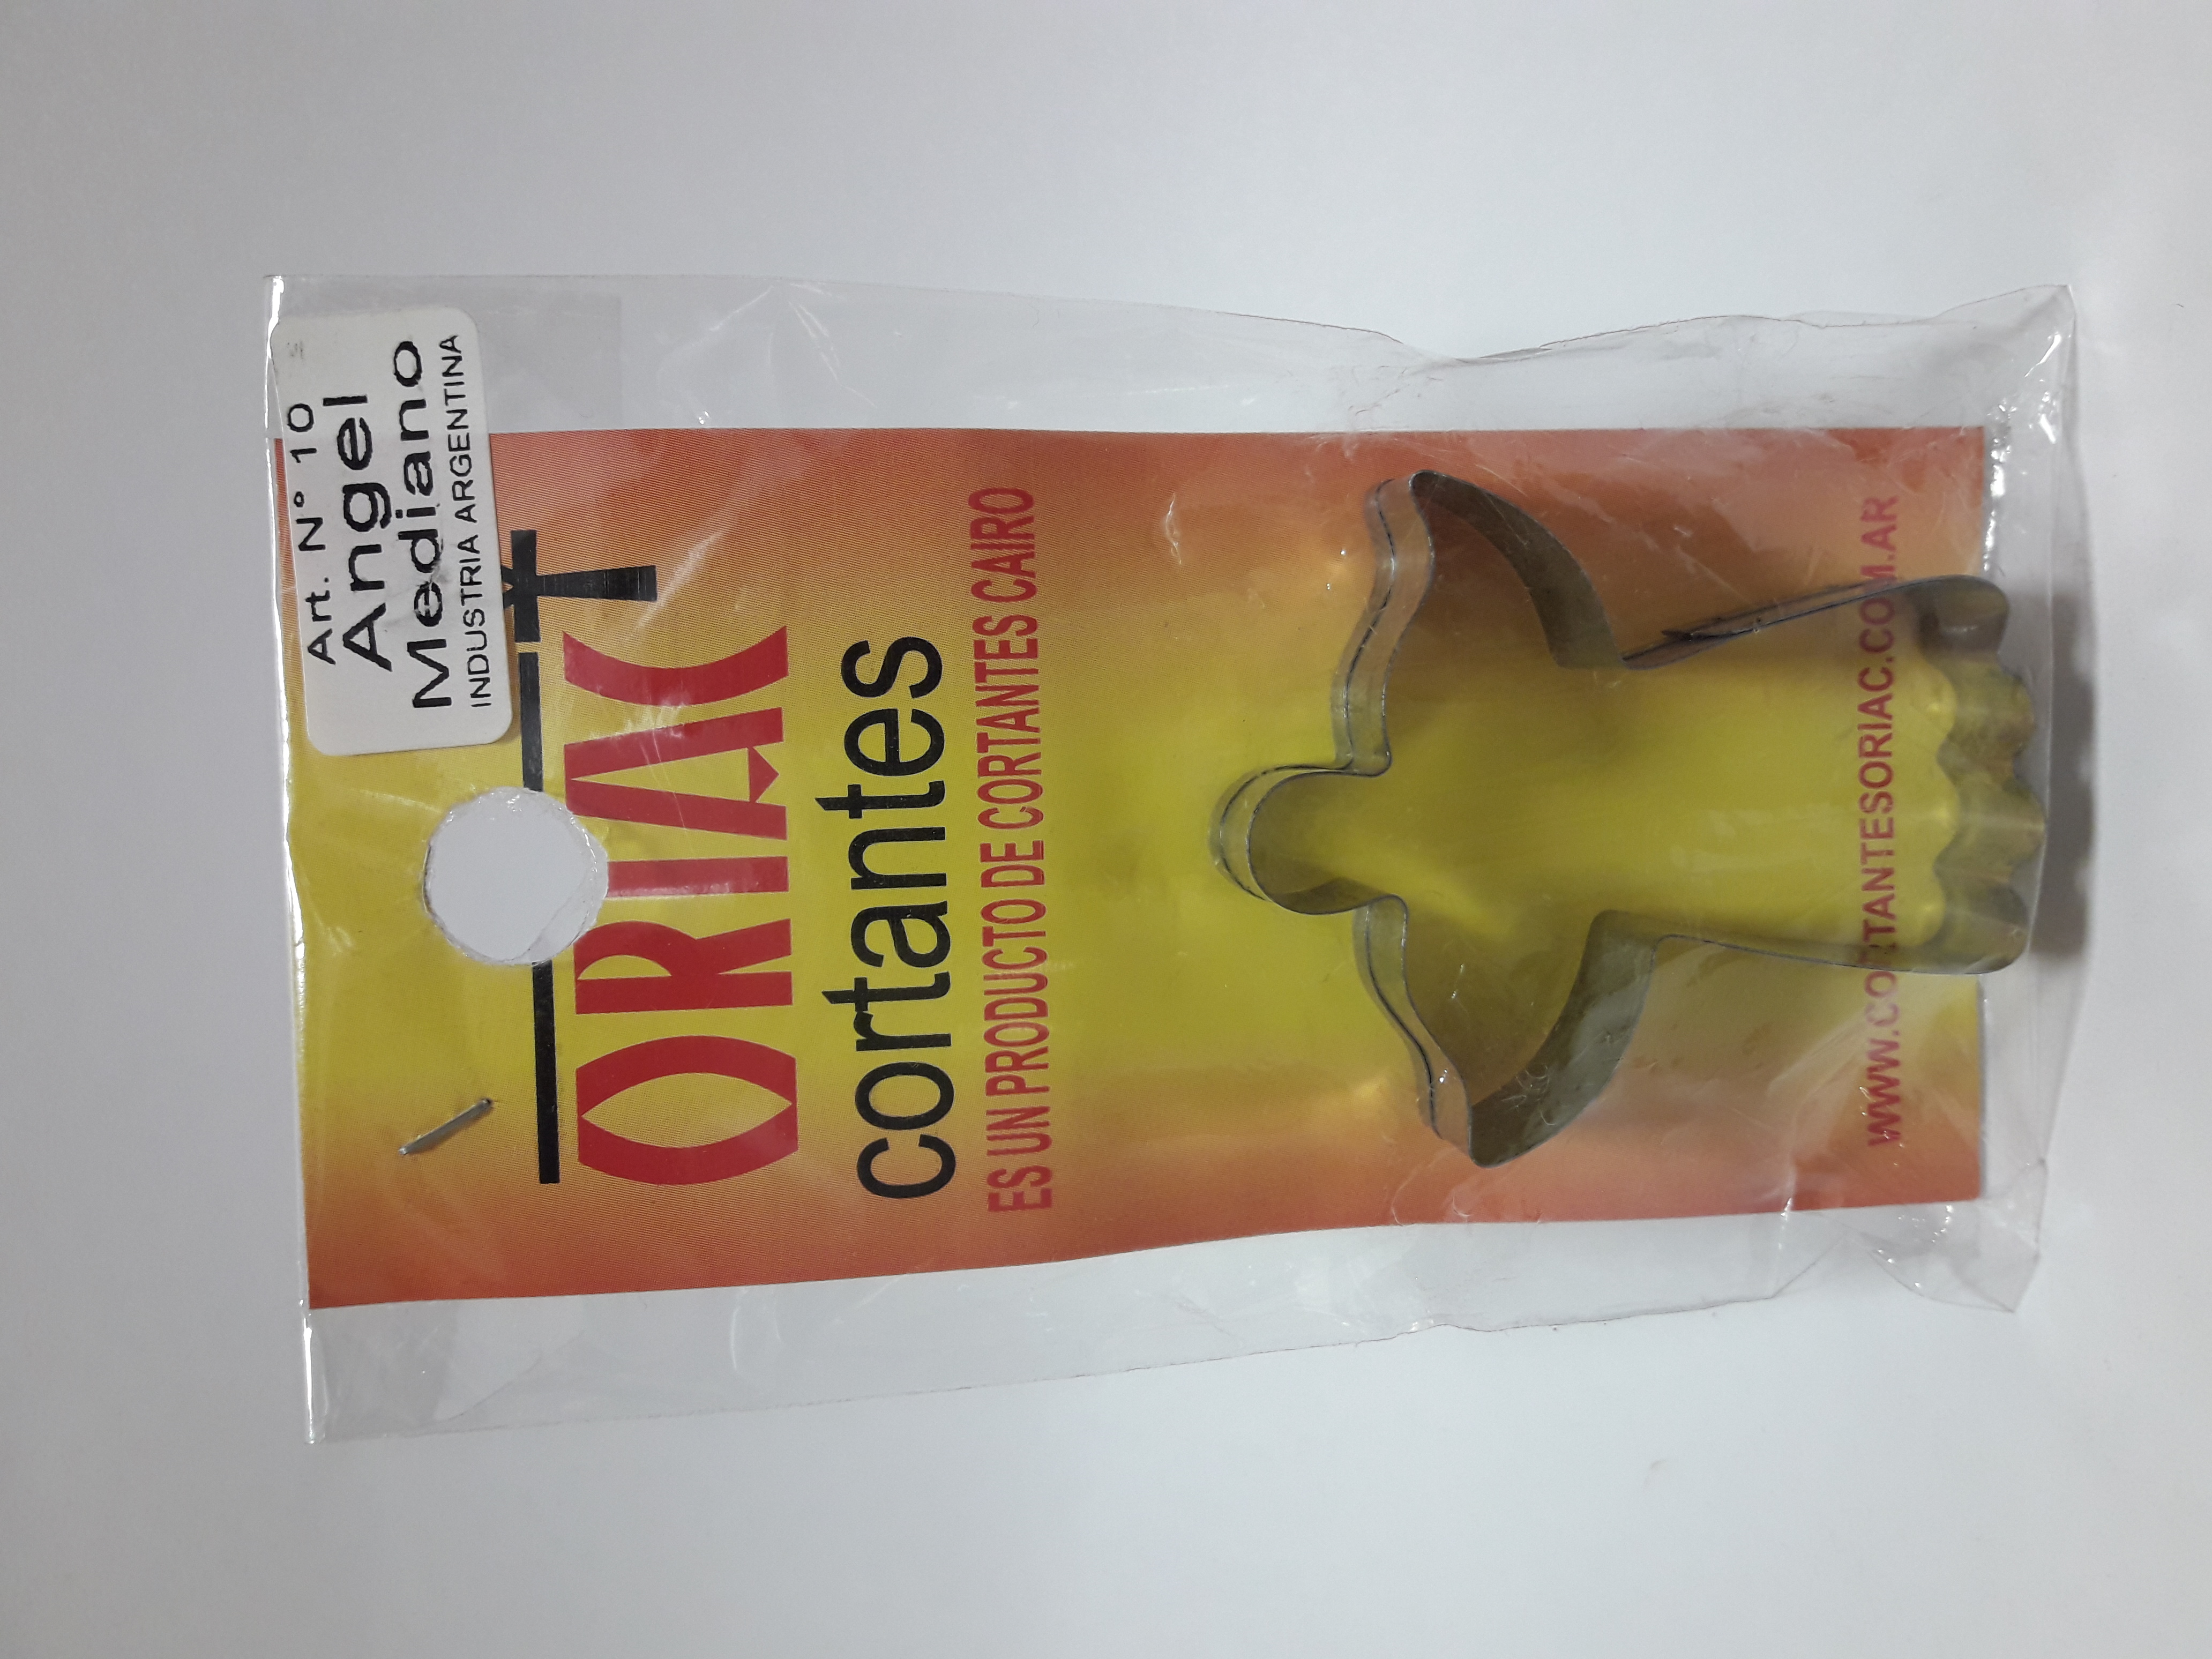 Art. N° 10
Angel
Mediano
INDUSTRIA ARGENTINA
ORIAC
cortantes
ES UN PRODUCTO DE CORTANTES CAIRO
WWW.CORTANTESORIAC.COM.AR